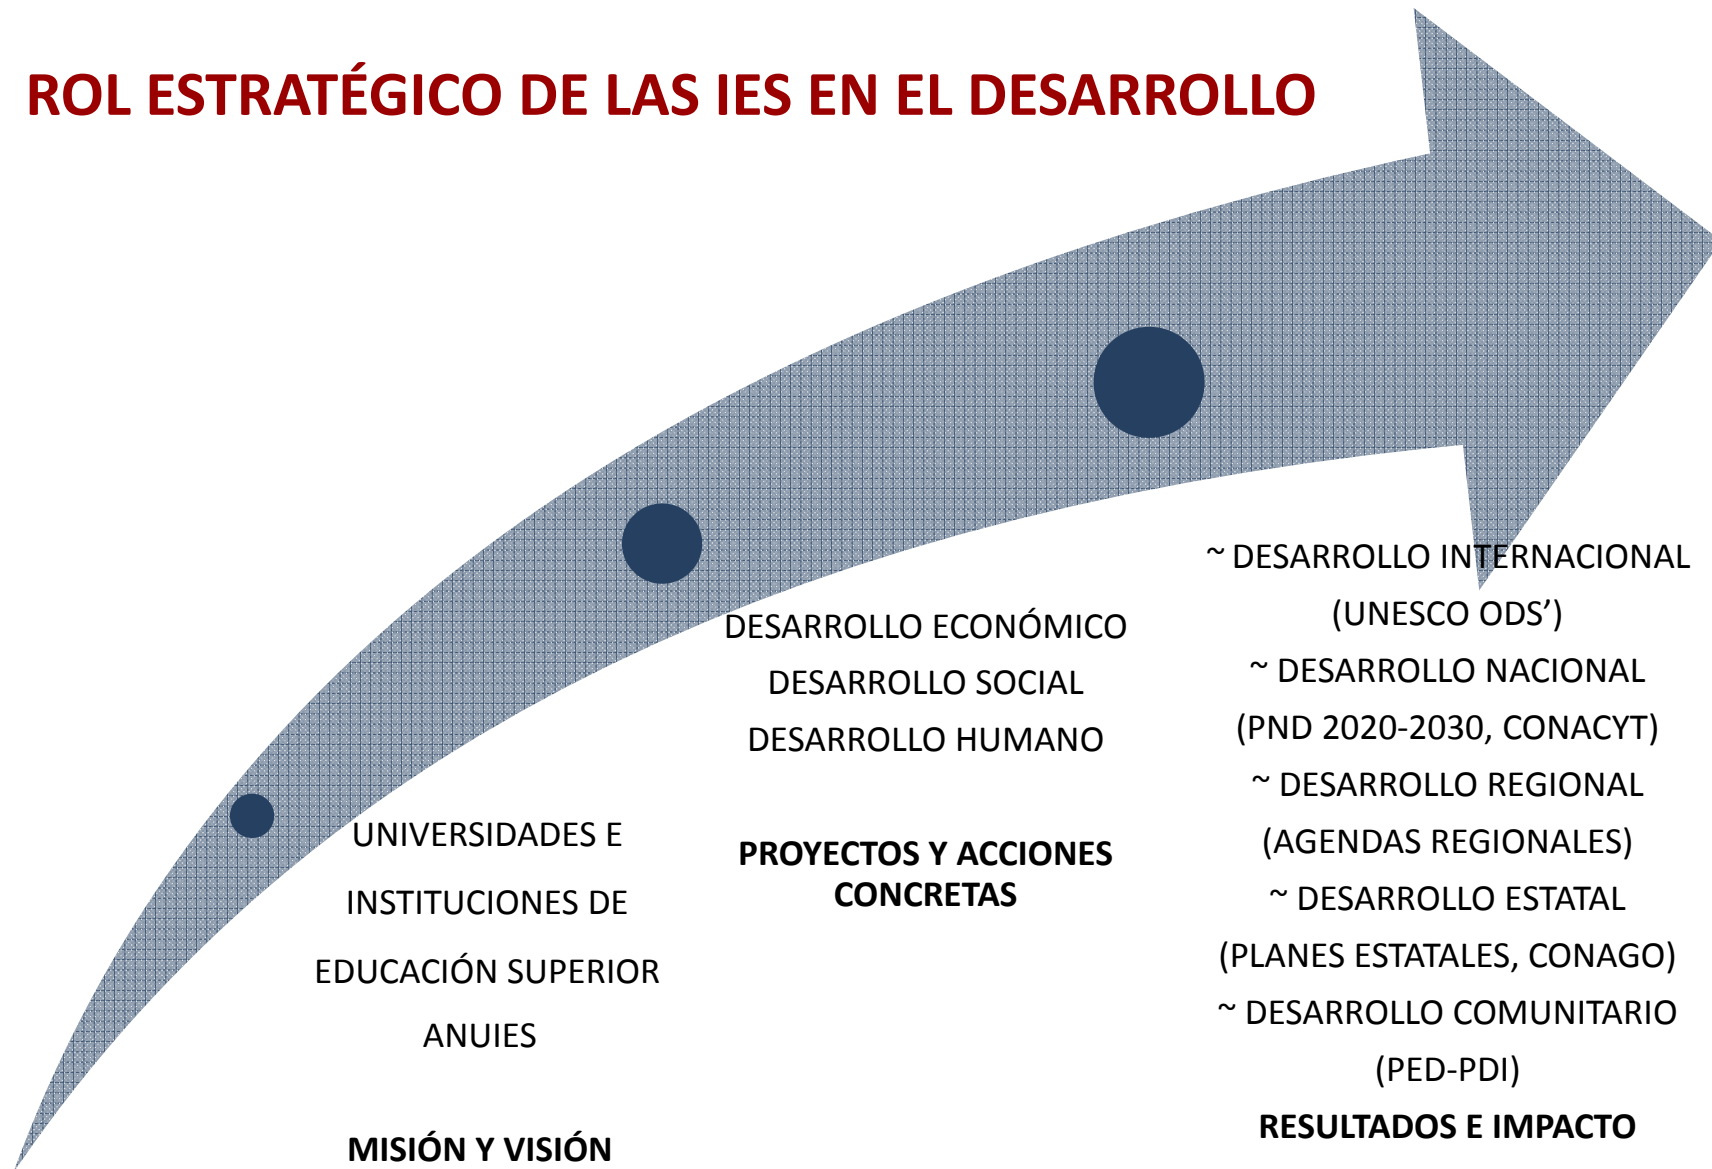 ROL ESTRATÉGICO DE LAS IES EN EL DESARROLLO
UNIVERSIDADES E
INSTITUCIONES DE
EDUCACIÓN SUPERIOR
ANUIES
MISIÓN Y VISIÓN
DESARROLLO ECONÓMICO
DESARROLLO SOCIAL
DESARROLLO HUMANO
PROYECTOS Y ACCIONES
CONCRETAS
~ DESARROLLO INTERNACIONAL
(UNESCO ODS’)
~ DESARROLLO NACIONAL
(PND 2020-2030, CONACYT)
~ DESARROLLO REGIONAL
(AGENDAS REGIONALES)
~ DESARROLLO ESTATAL
(PLANES ESTATALES, CONAGO)
~ DESARROLLO COMUNITARIO
(PED-PDI)
RESULTADOS E IMPACTO